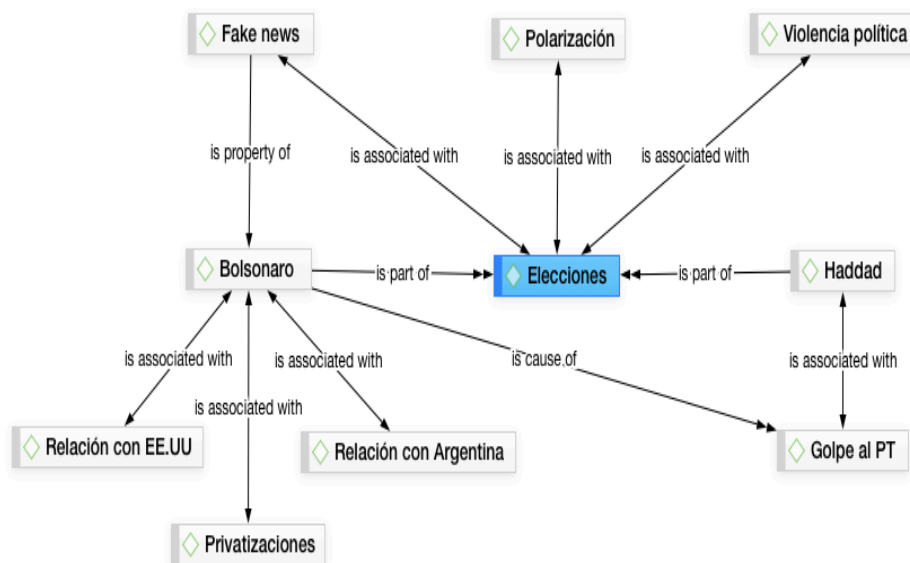 Fake news
Polarización
Violencia política
is property of
is associated with
is associated with
is associated with
Bolsonaro
is part of
Elecciones
is part of
Haddad
is associated with
is associated with
is cause of
is associated with
is associated with
Relación con EE.UU
Relación con Argentina
Golpe al PT
Privatizaciones